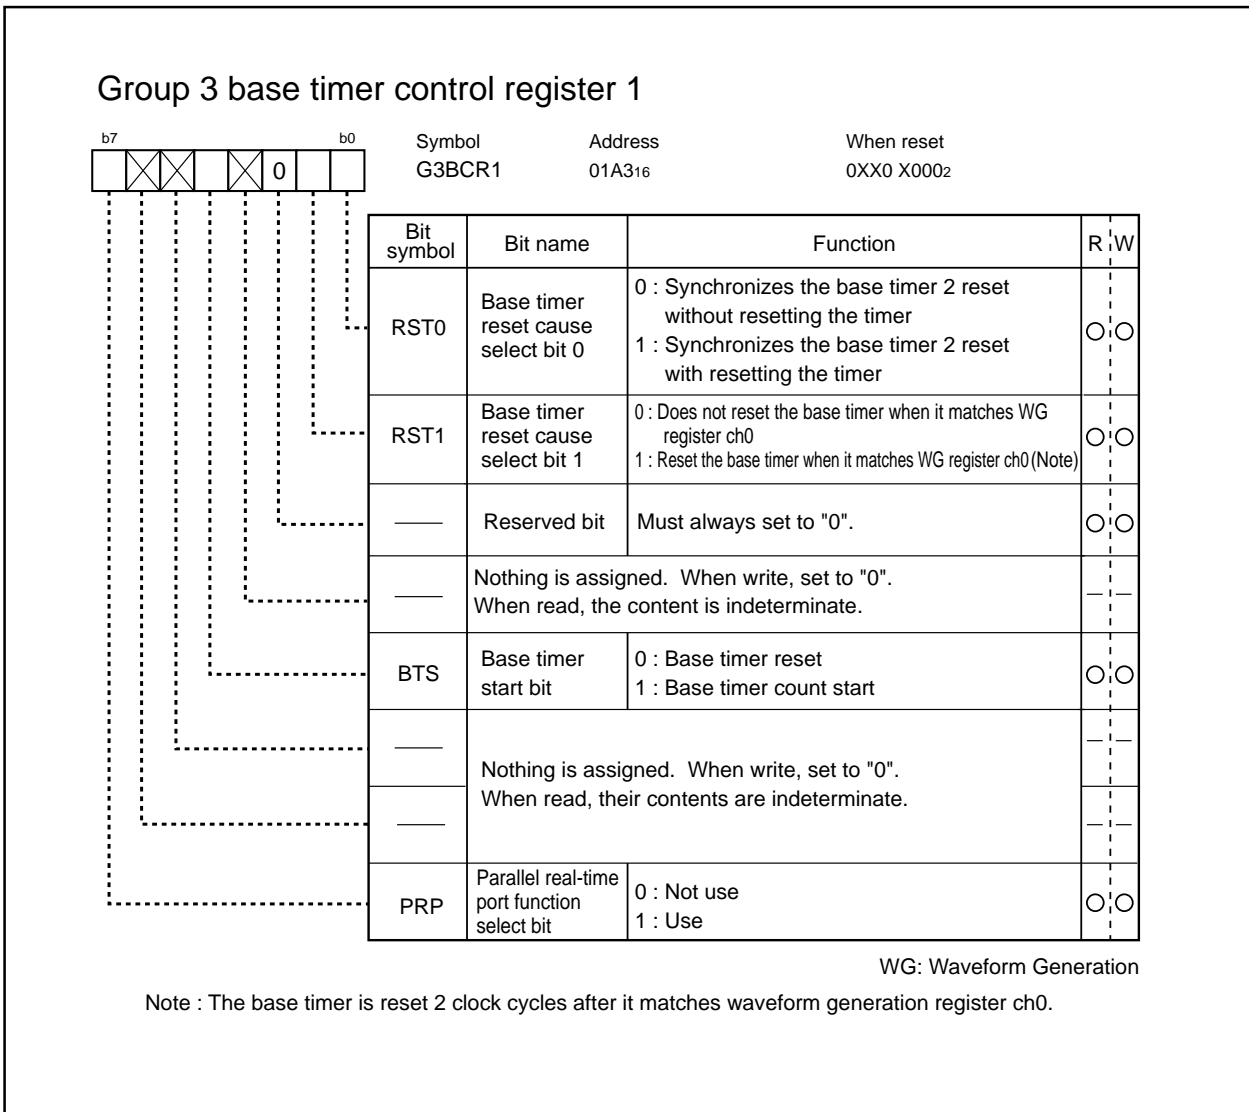 Group 3 base timer control register 1
b7 b0 Symbol Address When reset
0 G3BCR1 01A316 0XX0 X0002
Bit symbol Bit name Function R W
RST0
Base timer
reset cause
select bit 0
0 : Synchronizes the base timer 2 reset
without resetting the timer
1 : Synchronizes the base timer 2 reset
with resetting the timer
RST1
Base timer
reset cause
select bit 1
0 : Does not reset the base timer when it matches WG
register ch0
1 : Reset the base timer when it matches WG register ch0(Note)
Reserved bit
Must always set to "0".
Nothing is assigned. When write, set to "0".
When read, the content is indeterminate.
BTS
Base timer
start bit
0 : Base timer reset
1 : Base timer count start
Nothing is assigned. When write, set to "0".
When read, their contents are indeterminate.
PRP
Parallel real-time
port function
select bit
0 : Not use
1 : Use
WG: Waveform Generation
Note : The base timer is reset 2 clock cycles after it matches waveform generation register ch0.